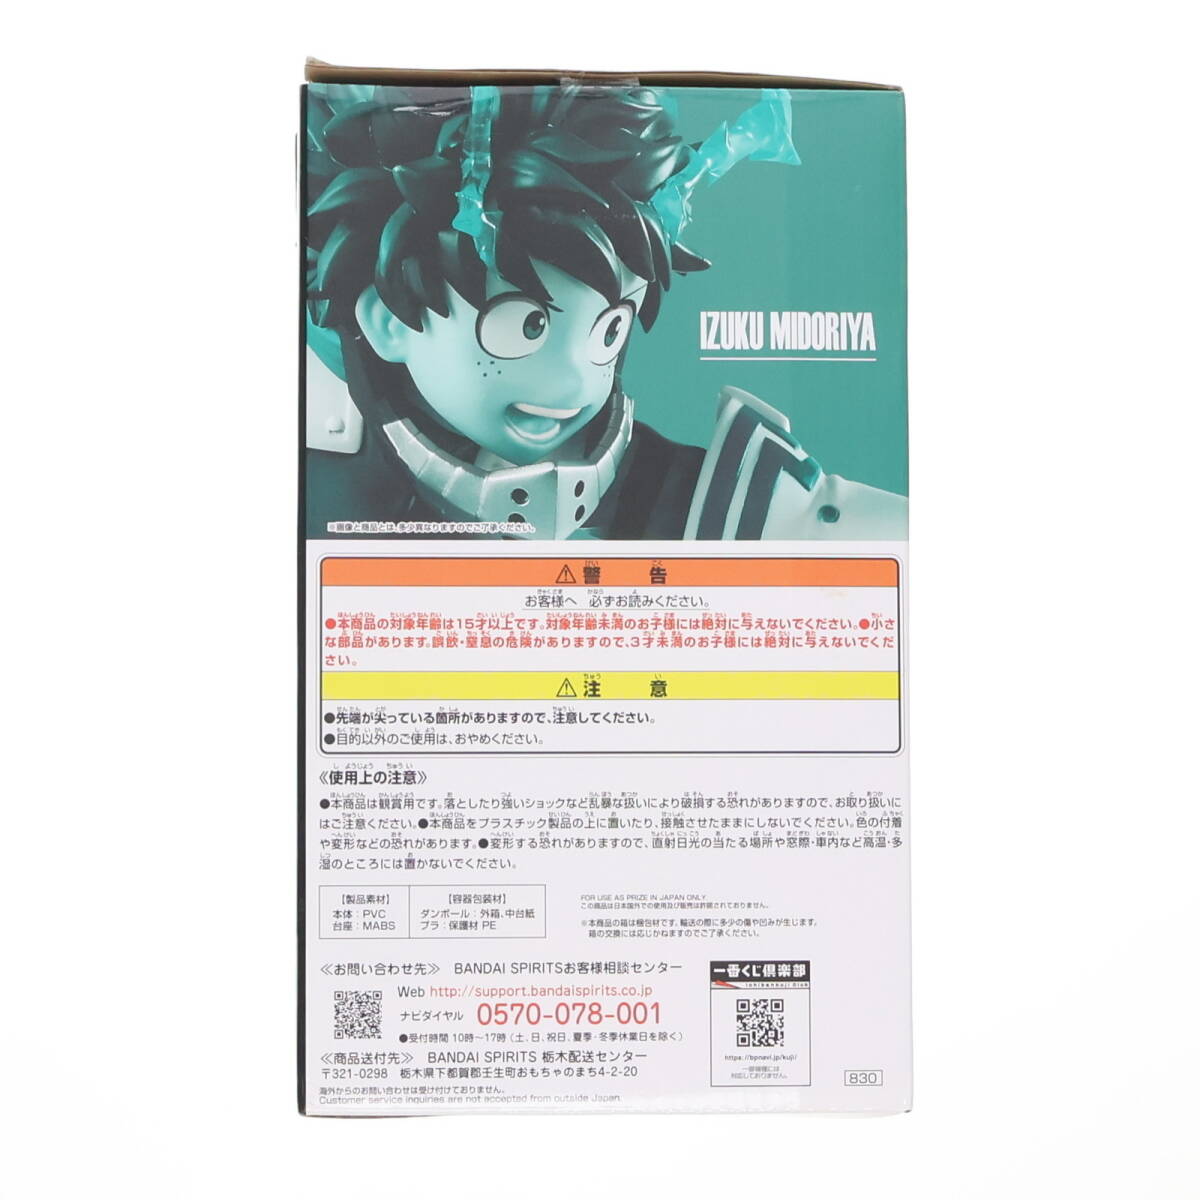 IZUKU MIDORIYA
※画像と商品とは、多少異なりますのでご了承ください。
⚠警告
お客様へ 必ずお読みください。
●本商品の対象年齢は15才以上です。対象年齢未満のお子様には絶対に与えないでください。●小さ
な部品があります。誤飲・窒息の危険がありますので、3才未満のお子様には絶対に与えないでくだ
さい。
⚠注意
●先端が尖っている箇所がありますので、注意してください。
●目的以外のご使用は、おやめください。
《使用上の注意》
●本商品は観賞用です。落としたり強いショックなど乱暴な扱いにより破損する恐れがありますので、お取り扱いに
はご注意ください。●本商品をプラスチック製品の上に置いたり、接触させたままにしないでください。色の付着
や変形などの恐れがあります。●変形する恐れがありますので、直射日光の当たる場所や窓際・車内など高温・多
湿のところには置かないでください。
【製品素材】
本体：PVC
台座：MABS
【容器包装材】
ダンボール：外箱、中台紙
プラ：保護材 PE
FOR USE AS PRIZE IN JAPAN ONLY.
この商品は日本国外での使用及び販売は許諾されておりません。
※本商品の箱は梱包材です。輸送の際に多少の傷や凹みが生じます。
箱の交換には応じかねますのでご了承ください。
≪お問い合わせ先≫ BANDAI SPIRITSお客様相談センター
Web http://support.bandaispirits.co.jp
ナビダイヤル 0570-078-001
●受付時間 10時～17時（土、日、祝日、夏季・冬季休業日を除く）
≪商品送付先≫ BANDAI SPIRITS 栃木配送センター
〒321-0298 栃木県下都賀郡壬生町おもちゃのまち4-2-20
海外からのお問い合わせは受け付けておりません。
Customer service inquiries are not accepted from outside Japan.
一番くじ倶楽部
Ichibankuji Club
https://bpnavi.jp/kuji/
一部機種には
対応しておりません。
830